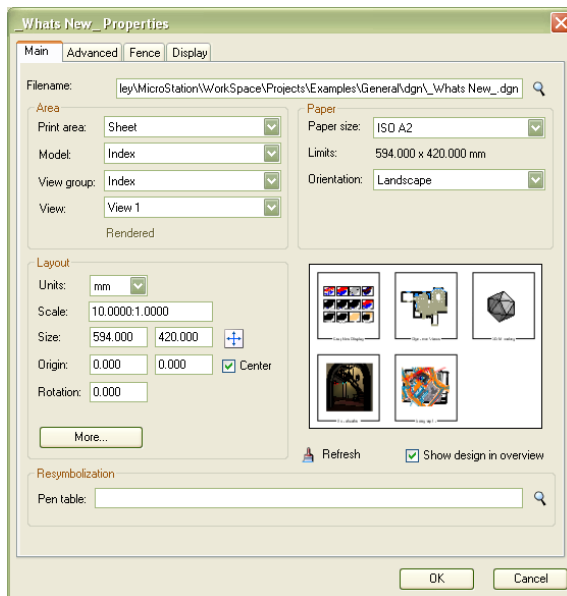 _Whats New_ Properties
Main Advanced Fence Display
Filename: ley\MicroStation\WorkSpace\Projects\Examples\General\dgn\_Whats New_.dgn
Area
Print area: Sheet
Model: Index
View group: Index
View: View 1
Rendered
Paper
Paper size: ISO A2
Limits: 594.000 x 420.000 mm
Orientation: Landscape
Layout
Units: mm
Scale: 10.0000:1.0000
Size: 594.000 420.000
Origin: 0.000 0.000 Center
Rotation: 0.000
More...
Refresh Show design in overview
Resymbolization
Pen table:
OK Cancel